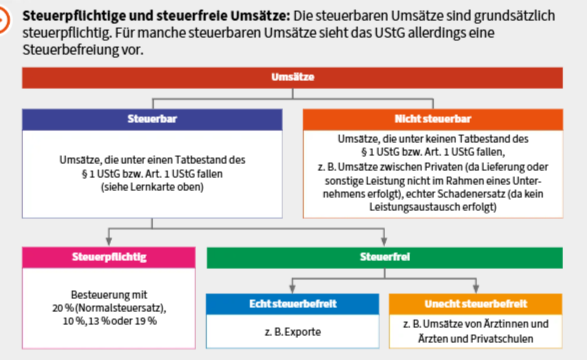 Steuerpflichtige und steuerfreie Umsätze: Die steuerbaren Umsätze sind grundsätzlich
steuerpflichtig. Für manche steuerbaren Umsätze sieht das UStG allerdings eine
Steuerbefreiung vor.
Umsätze
Steuerbar
Umsätze, die unter einen Tatbestand des
§ 1 UStG bzw. Art. 1 UStG fallen
(siehe Lernkarte oben)
Nicht steuerbar
Umsätze, die unter keinen Tatbestand des
§ 1 UStG bzw. Art. 1 UStG fallen,
z. B. Umsätze zwischen Privaten (da Lieferung oder
sonstige Leistung nicht im Rahmen eines Unter-
nehmens erfolgt), echter Schadenersatz (da kein
Leistungsaustausch erfolgt)
Steuerpflichtig
Besteuerung mit
20 % (Normalsteuersatz),
10 %, 13 % oder 19 %
Steuerfrei
Echt steuerbefreit
z. B. Exporte
Unecht steuerbefreit
z. B. Umsätze von Ärztinnen und
Ärzten und Privatschulen